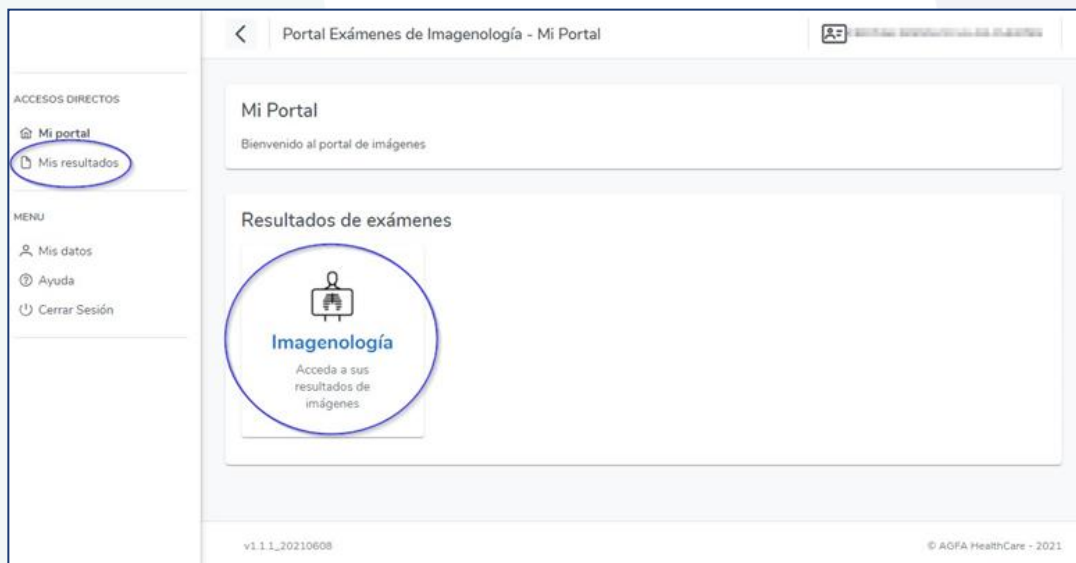 Portal Exámenes de Imagenología - Mi Portal
ACCESOS DIRECTOS
Mi portal
Mis resultados
MENU
Mis datos
Ayuda
Cerrar Sesión
Mi Portal
Bienvenido al portal de imágenes
Resultados de exámenes
Imagenología
Acceda a sus
resultados de
imágenes
v1.1.1_20210608
© AGFA HealthCare - 2021